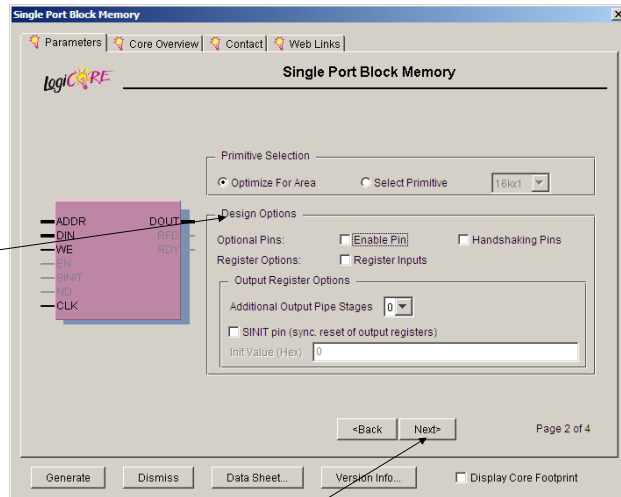 Single Port Block Memory
Parameters Core Overview Contact Web Links
LogiCORE
Single Port Block Memory
Primitive Selection
Optimize For Area Select Primitive 16kx1
Design Options
Optional Pins: Enable Pin Handshaking Pins
Register Options: Register Inputs
Output Register Options
Additional Output Pipe Stages 0
SINIT pin (sync. reset of output registers)
Init Value (Hex) 0
ADDR DOUT
DIN RFD
WE RDY
EN
SINIT
ND
CLK
<Back Next> Page 2 of 4
Generate Dismiss Data Sheet... Version Info... Display Core Footprint